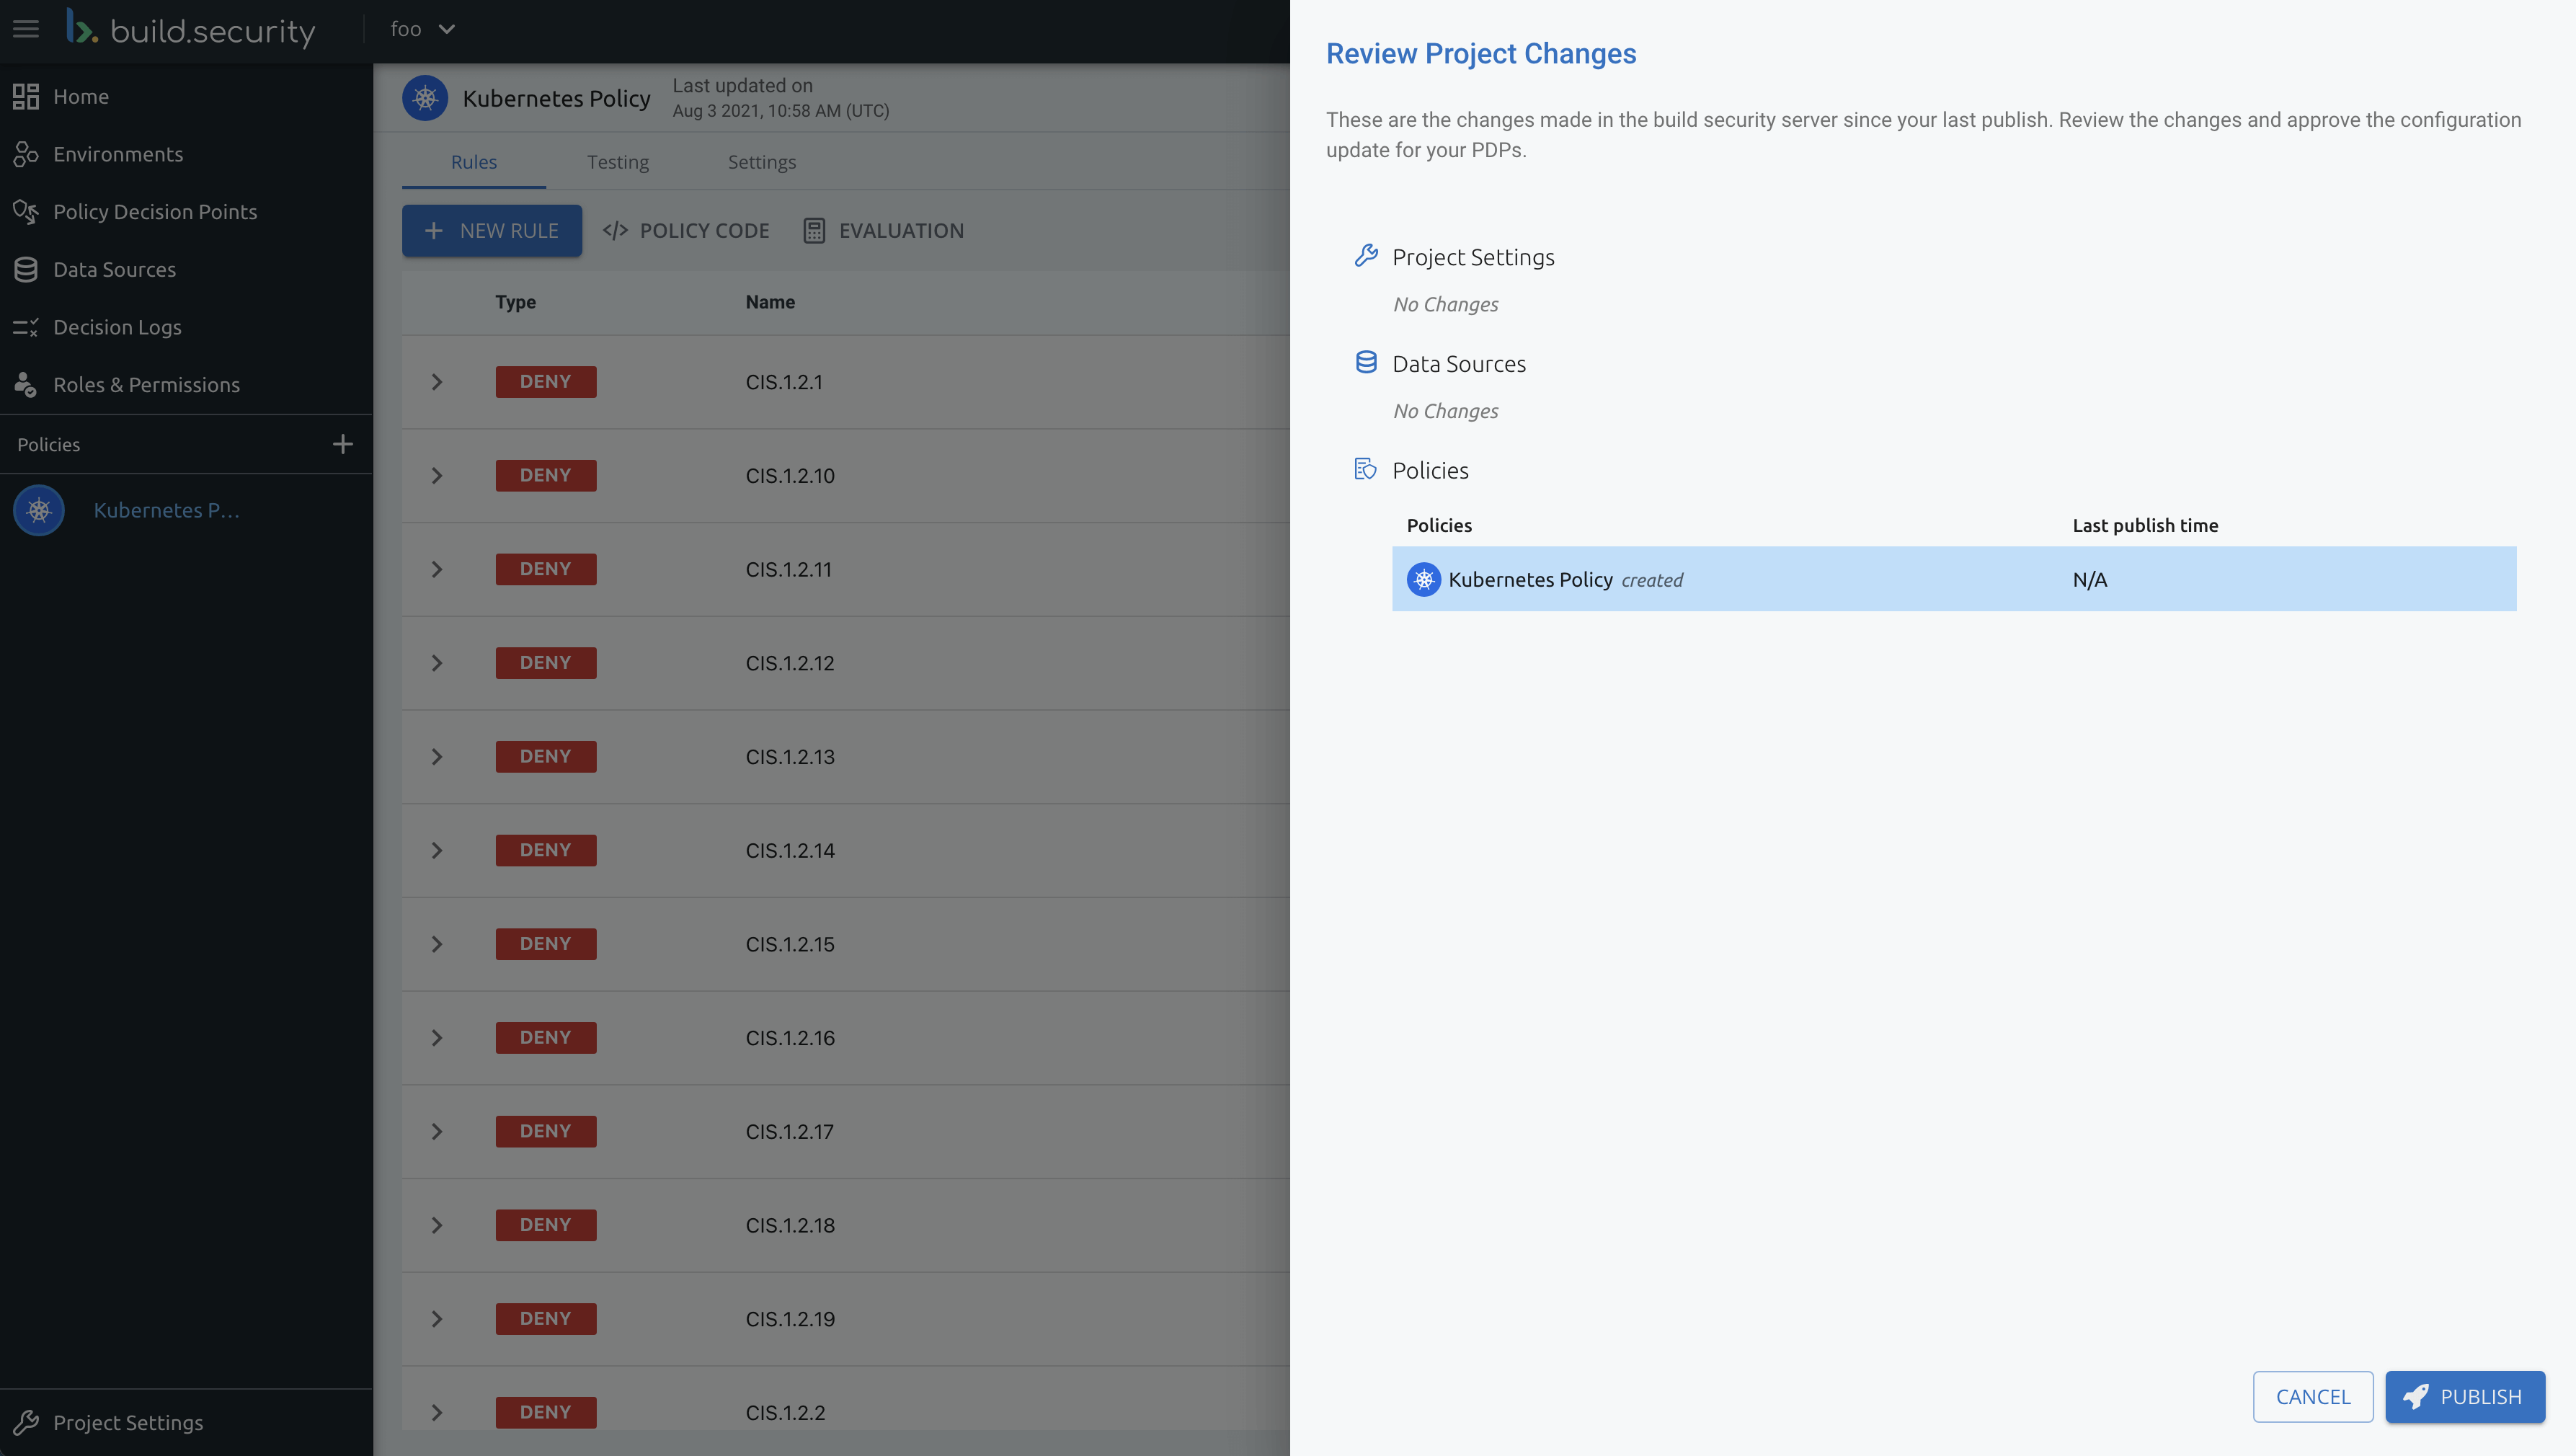 build.security
foo
Home
Environments
Policy Decision Points
Data Sources
Decision Logs
Roles & Permissions
Policies
Kubernetes P...
Project Settings
Kubernetes Policy
Last updated on
Aug 3 2021, 10:58 AM (UTC)
Rules Testing Settings
+ NEW RULE </> POLICY CODE EVALUATION
Type Name
DENY CIS.1.2.1
DENY CIS.1.2.10
DENY CIS.1.2.11
DENY CIS.1.2.12
DENY CIS.1.2.13
DENY CIS.1.2.14
DENY CIS.1.2.15
DENY CIS.1.2.16
DENY CIS.1.2.17
DENY CIS.1.2.18
DENY CIS.1.2.19
DENY CIS.1.2.2
Review Project Changes
These are the changes made in the build security server since your last publish. Review the changes and approve the configuration
update for your PDPs.
Project Settings
No Changes
Data Sources
No Changes
Policies
Policies Last publish time
Kubernetes Policy created N/A
CANCEL PUBLISH